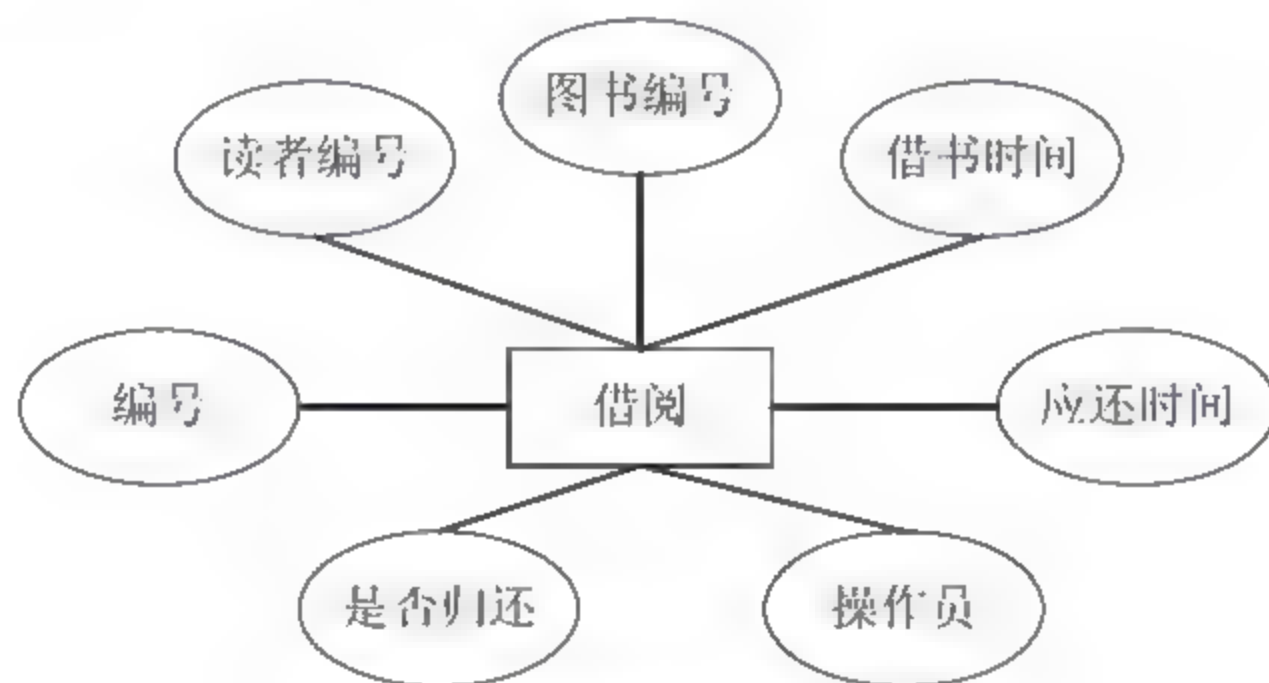 图书编号
读者编号
借书时间
编号
借阅
应还时间
是否归还
操作员